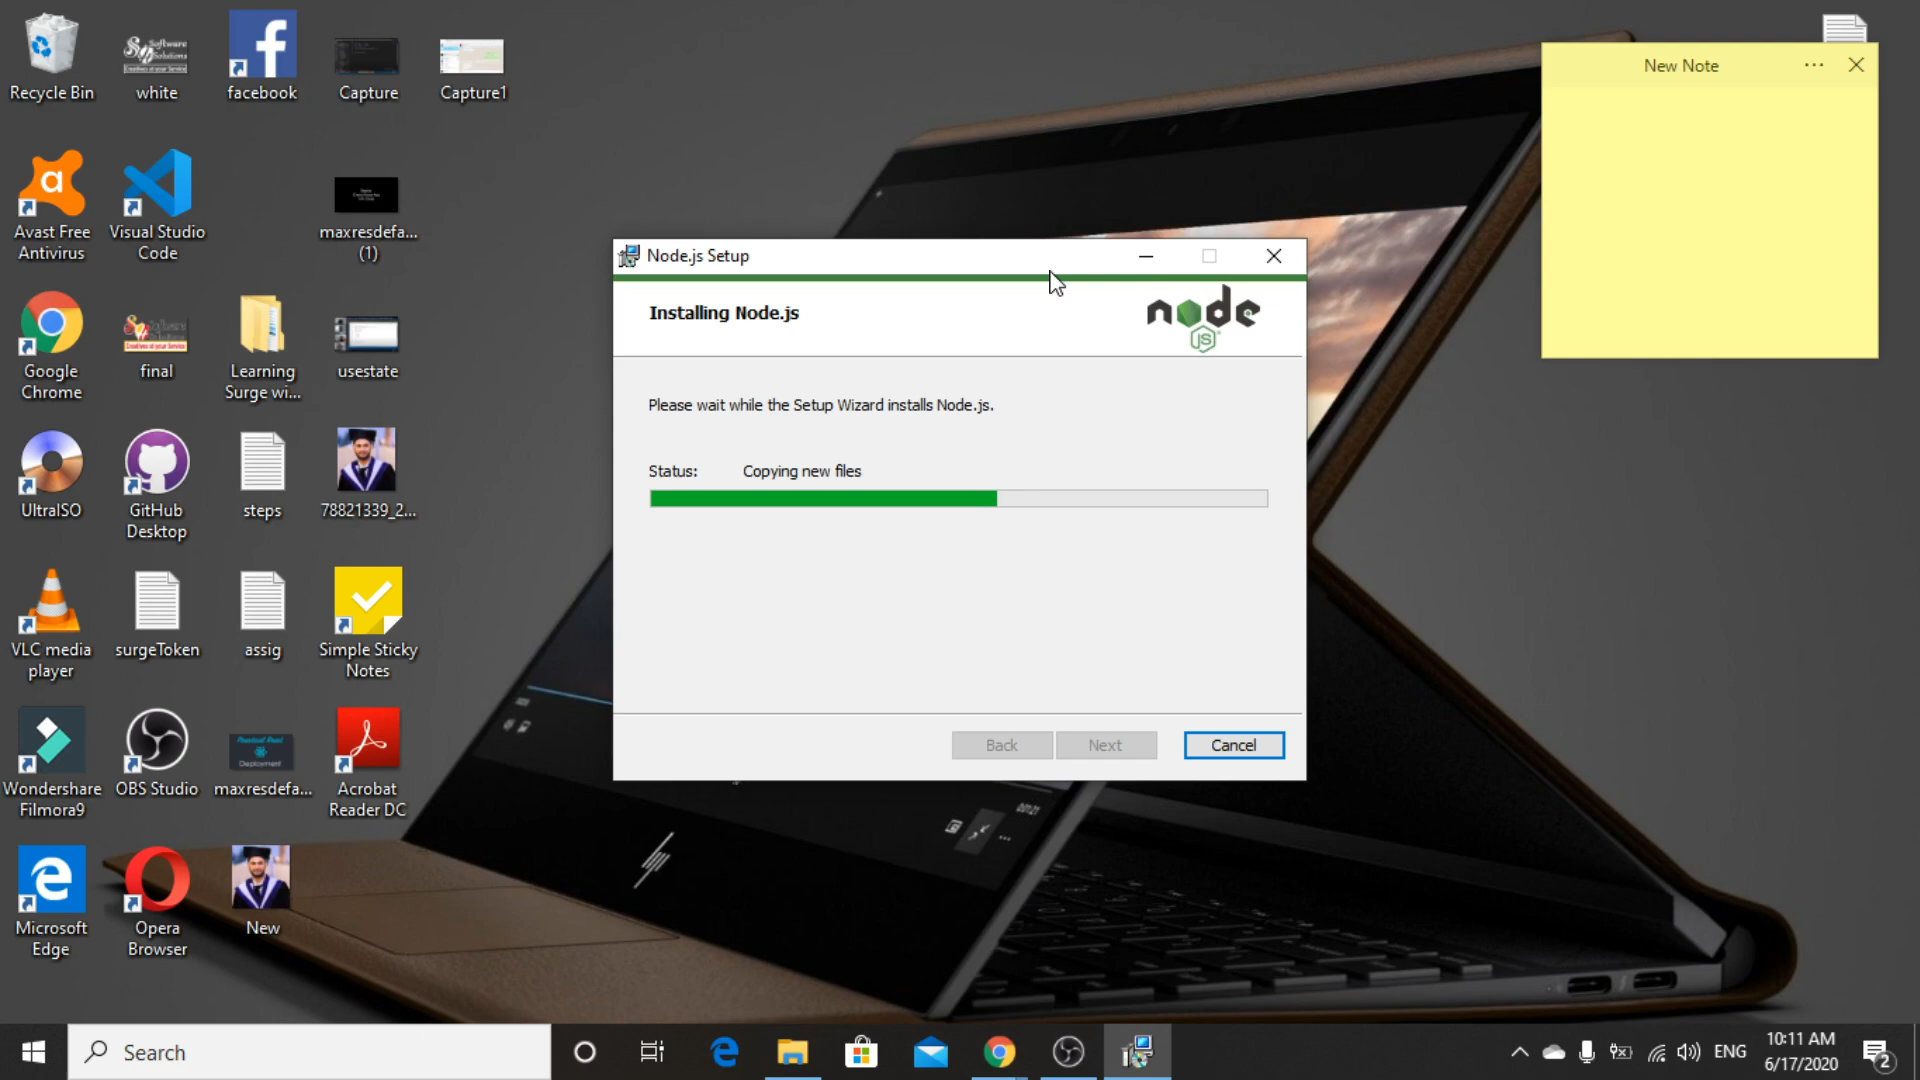 Recycle Bin
white
facebook
Capture
Capture1
Avast Free
Antivirus
Visual Studio
Code
maxresdefa...
(1)
Google
Chrome
final
Learning
Surge wi...
usestate
UltraISO
GitHub
Desktop
steps
78821339_2...
VLC media
player
surgeToken
assig
Simple Sticky
Notes
Wondershare
Filmora9
OBS Studio
maxresdefa...
Acrobat
Reader DC
Microsoft
Edge
Opera
Browser
New
New Note
Node.js Setup
Installing Node.js
node
JS
Please wait while the Setup Wizard installs Node.js.
Status: Copying new files
Back
Next
Cancel
hp
Search
ENG
10:11 AM
6/17/2020
2